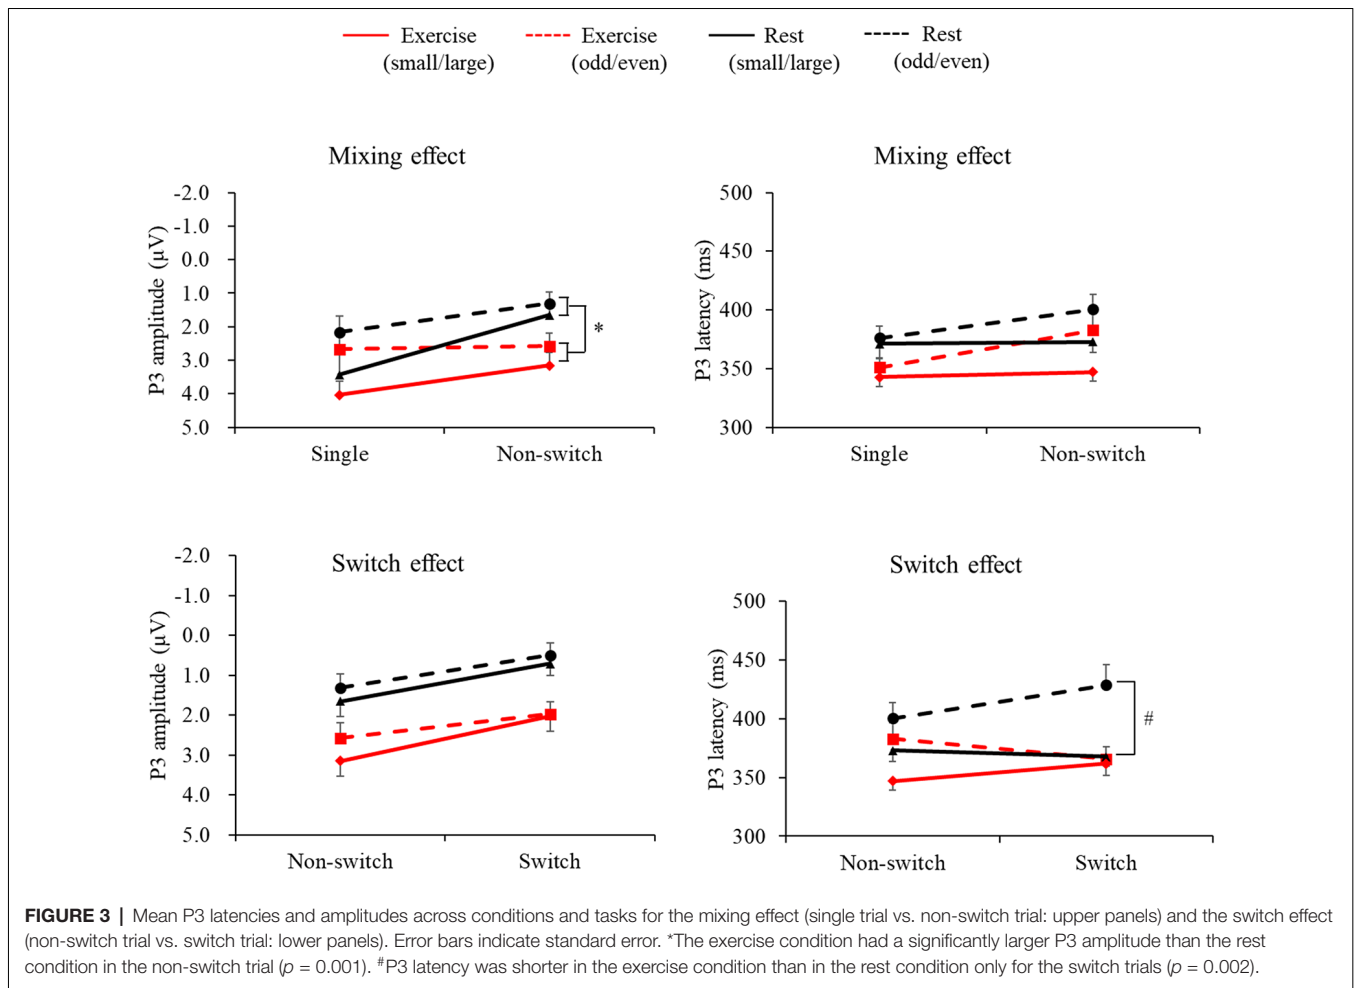 Exercise (small/large)
Exercise (odd/even)
Rest (small/large)
Rest (odd/even)
Mixing effect
P3 amplitude (µV)
-2.0
-1.0
0.0
1.0
2.0
3.0
4.0
5.0
*
Single
Non-switch
Mixing effect
P3 latency (ms)
500
450
400
350
300
Single
Non-switch
Switch effect
P3 amplitude (µV)
-2.0
-1.0
0.0
1.0
2.0
3.0
4.0
5.0
Non-switch
Switch
Switch effect
P3 latency (ms)
500
450
400
350
300
#
Non-switch
Switch
FIGURE 3 | Mean P3 latencies and amplitudes across conditions and tasks for the mixing effect (single trial vs. non-switch trial: upper panels) and the switch effect
(non-switch trial vs. switch trial: lower panels). Error bars indicate standard error. *The exercise condition had a significantly larger P3 amplitude than the rest
condition in the non-switch trial (p = 0.001). #P3 latency was shorter in the exercise condition than in the rest condition only for the switch trials (p = 0.002).